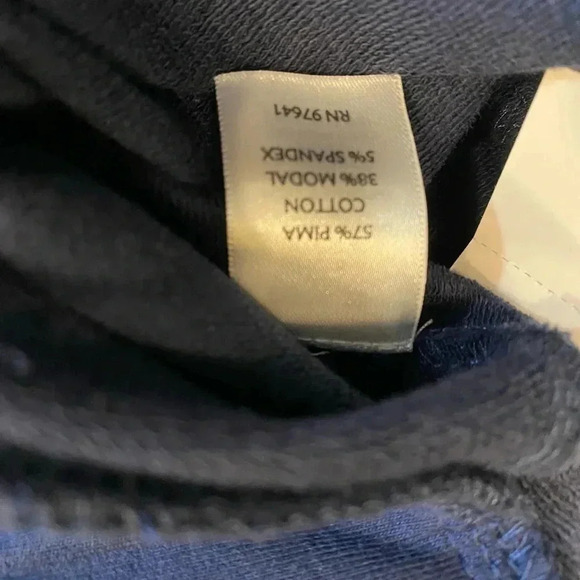 57% PIMA
COTTON
38% MODAL
5% SPANDEX
RN 97641